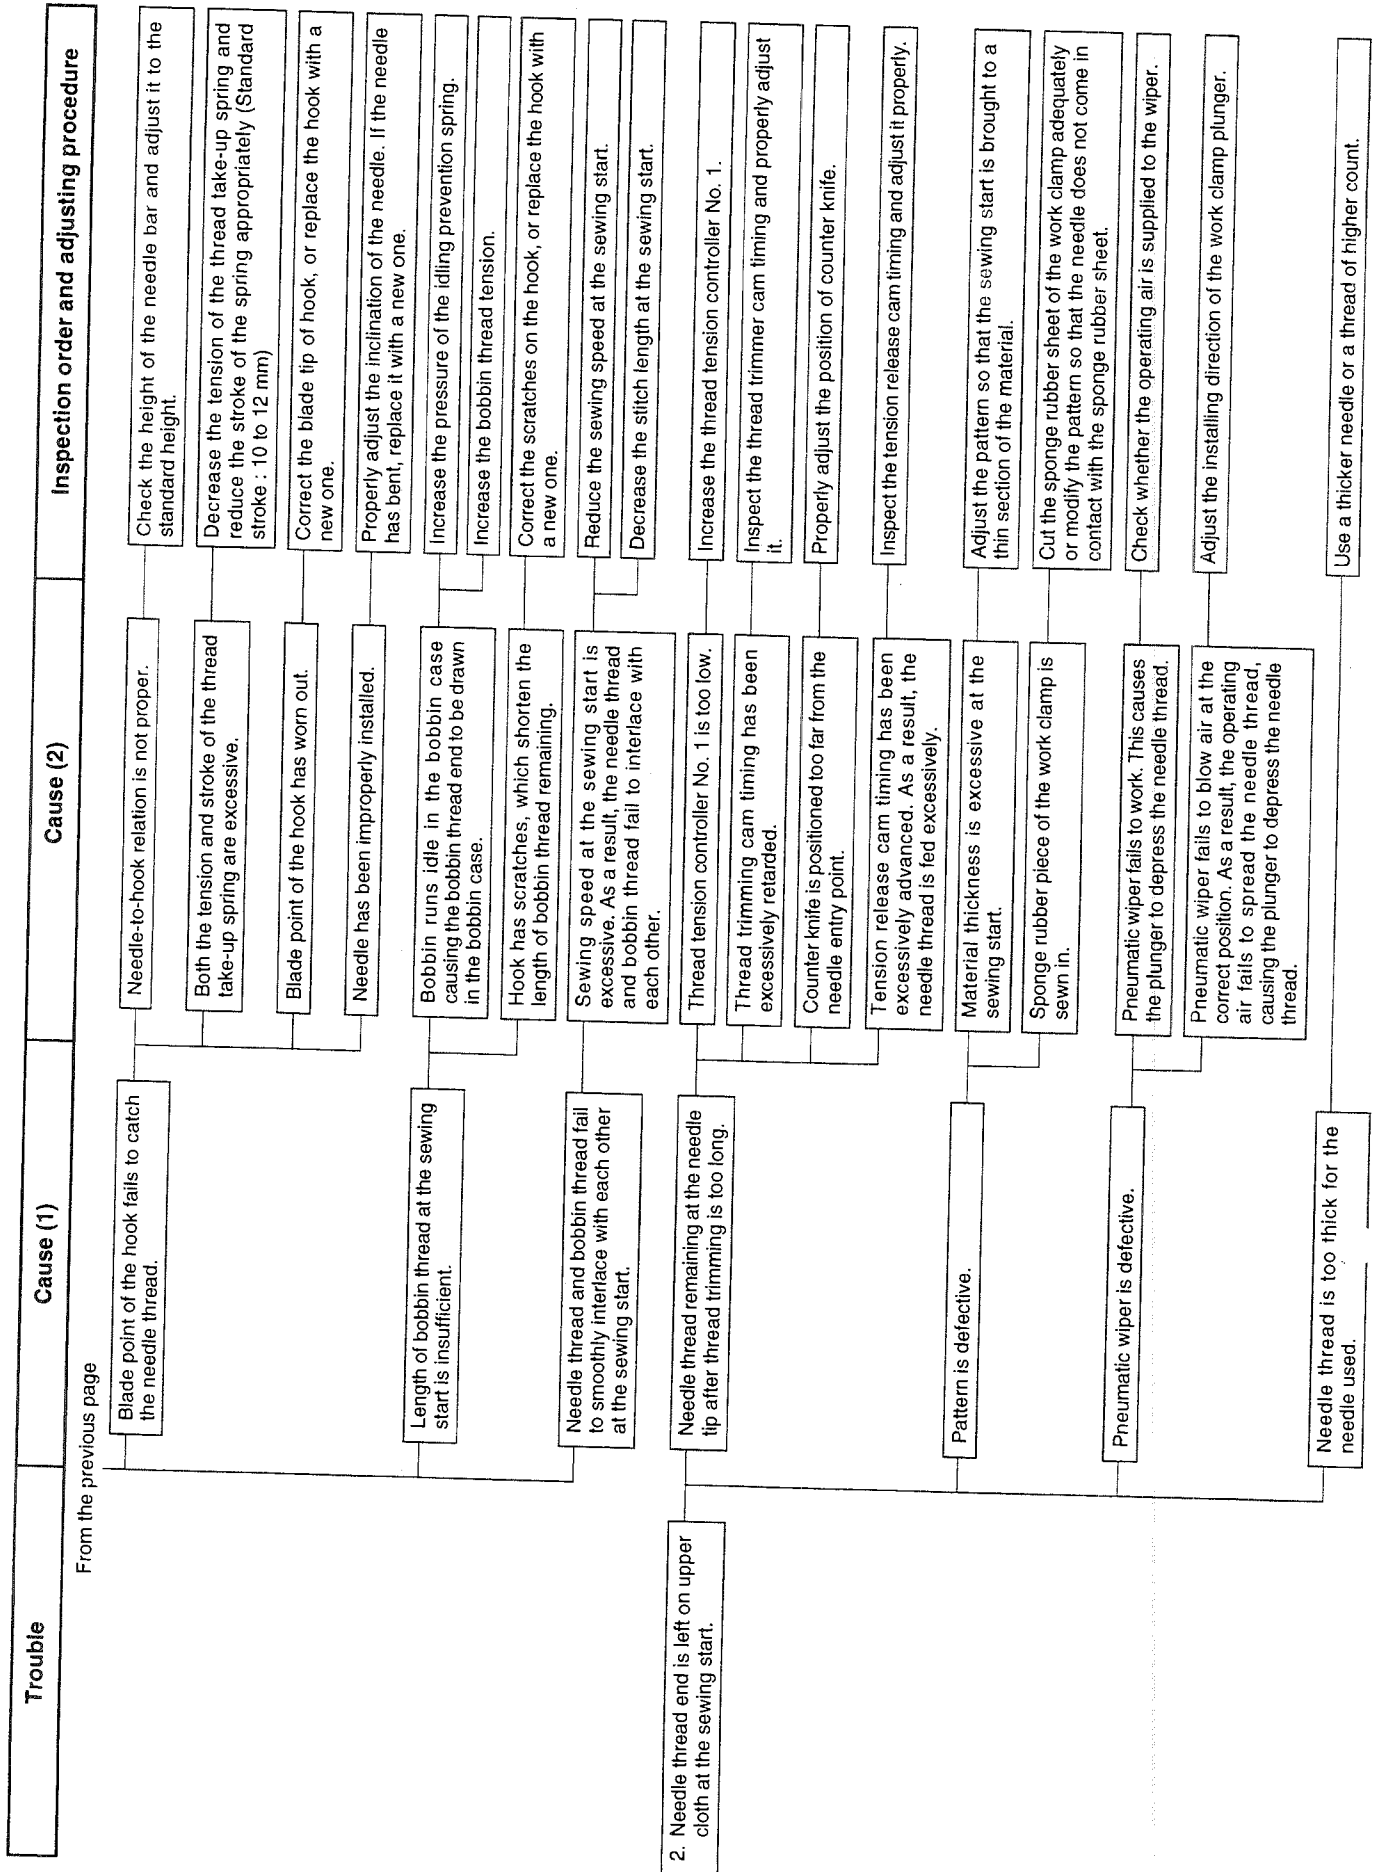 Trouble
Cause (1)
Cause (2)
Inspection order and adjusting procedure
From the previous page
Blade point of the hook fails to catch
the needle thread.
Needle-to-hook relation is not proper.
Check the height of the needle bar and adjust it to the
standard height.
Both the tension and stroke of the thread
take-up spring are excessive.
Decrease the tension of the thread take-up spring and
reduce the stroke of the spring appropriately (Standard
stroke : 10 to 12 mm)
Blade point of the hook has worn out.
Correct the blade tip of hook, or replace the hook with a
new one.
Needle has been improperly installed.
Properly adjust the inclination of the needle. If the needle
has bent, replace it with a new one.
Length of bobbin thread at the sewing
start is insufficient.
Bobbin runs idle in the bobbin case
causing the bobbin thread end to be drawn
in the bobbin case.
Increase the pressure of the idling prevention spring.
Increase the bobbin thread tension.
Hook has scratches, which shorten the
length of bobbin thread remaining.
Correct the scratches on the hook, or replace the hook with
a new one.
Needle thread and bobbin thread fail
to smoothly interlace with each other
at the sewing start.
Sewing speed at the sewing start is
excessive. As a result, the needle thread
and bobbin thread fail to interlace with
each other.
Reduce the sewing speed at the sewing start.
Decrease the stitch length at the sewing start.
2. Needle thread end is left on upper
cloth at the sewing start.
Needle thread remaining at the needle
tip after thread trimming is too long.
Thread tension controller No. 1 is too low.
Increase the thread tension controller No. 1.
Thread trimming cam timing has been
excessively retarded.
Inspect the thread trimmer cam timing and properly adjust
it.
Counter knife is positioned too far from the
needle entry point.
Properly adjust the position of counter knife.
Tension release cam timing has been
excessively advanced. As a result, the
needle thread is fed excessively.
Inspect the tension release cam timing and adjust it properly.
Pattern is defective.
Material thickness is excessive at the
sewing start.
Adjust the pattern so that the sewing start is brought to a
thin section of the material.
Sponge rubber piece of the work clamp is
sewn in.
Cut the sponge rubber sheet of the work clamp adequately
or modify the pattern so that the needle does not come in
contact with the sponge rubber sheet.
Pneumatic wiper is defective.
Pneumatic wiper fails to work. This causes
the plunger to depress the needle thread.
Check whether the operating air is supplied to the wiper.
Pneumatic wiper fails to blow air at the
correct position. As a result, the operating
air fails to spread the needle thread,
causing the plunger to depress the needle
thread.
Adjust the installing direction of the work clamp plunger.
Needle thread is too thick for the
needle used.
Use a thicker needle or a thread of higher count.